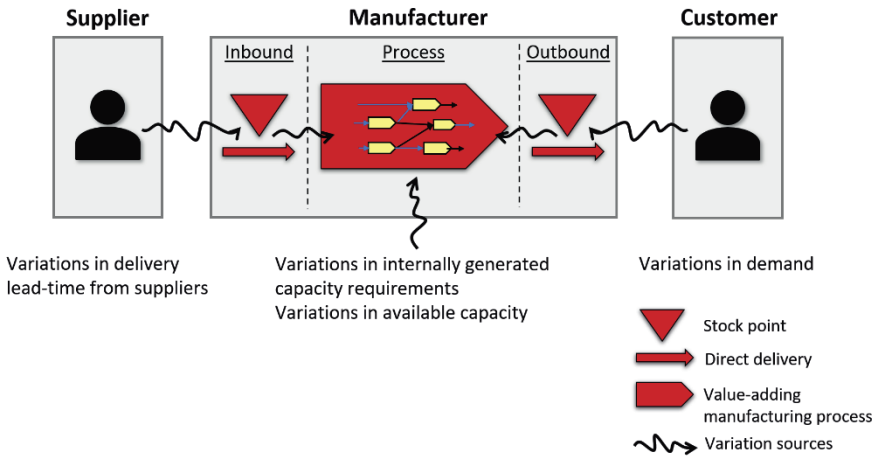 Supplier
Manufacturer
Customer
Inbound
Process
Outbound
Variations in delivery
lead-time from suppliers
Variations in internally generated
capacity requirements
Variations in available capacity
Variations in demand
Stock point
Direct delivery
Value-adding
manufacturing process
Variation sources